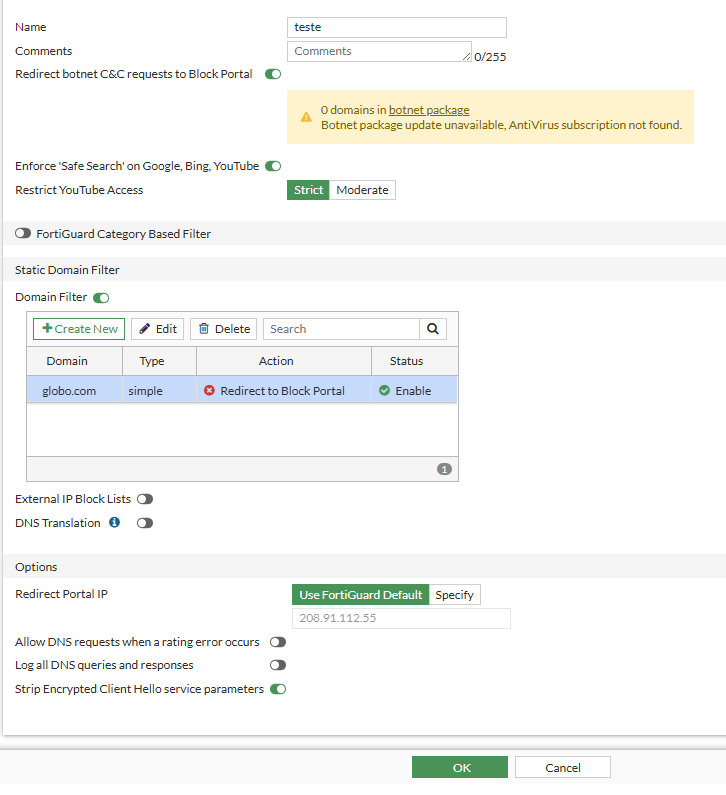 Name teste
Comments Comments 0/255
Redirect botnet C&C requests to Block Portal
0 domains in botnet package
Botnet package update unavailable, AntiVirus subscription not found.
Enforce 'Safe Search' on Google, Bing, YouTube
Restrict YouTube Access Strict Moderate
FortiGuard Category Based Filter
Static Domain Filter
Domain Filter
+ Create New Edit Delete Search
Domain Type Action Status
globo.com simple Redirect to Block Portal Enable
1
External IP Block Lists
DNS Translation
Options
Redirect Portal IP Use FortiGuard Default Specify
208.91.112.55
Allow DNS requests when a rating error occurs
Log all DNS queries and responses
Strip Encrypted Client Hello service parameters
OK Cancel